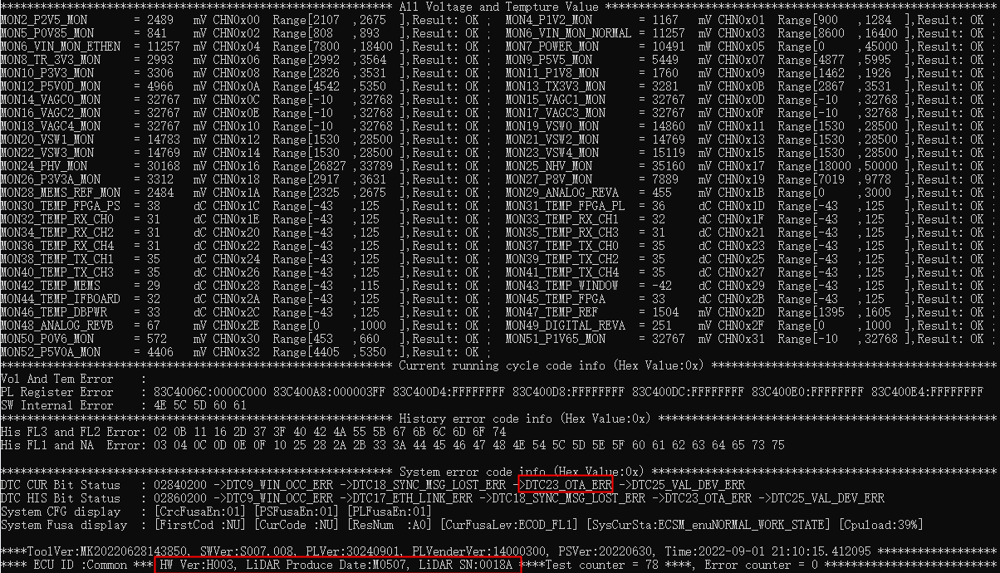 *********************************************************** All Voltage and Tempture Value ***********************************************************
MON2_P2V5_MON = 2489 mV CHN0x00 Range[2107 ,2675 ],Result: OK ; MON4_P1V2_MON = 1167 mV CHN0x01 Range[900 ,1284 ],Result: OK ;
MON5_P0V85_MON = 841 mV CHN0x02 Range[808 ,893 ],Result: OK ; MON6_VIN_MON_NORMAL = 11257 mV CHN0x03 Range[8600 ,16400 ],Result: OK ;
MON6_VIN_MON_ETHEN = 11257 mV CHN0x04 Range[7800 ,18400 ],Result: OK ; MON7_POWER_MON = 10491 mW CHN0x05 Range[0 ,45000 ],Result: OK ;
MON8_TR_3V3_MON = 2993 mV CHN0x06 Range[2992 ,3564 ],Result: OK ; MON9_P5V5_MON = 5449 mV CHN0x07 Range[4877 ,5995 ],Result: OK ;
MON10_P3V3_MON = 3306 mV CHN0x08 Range[2826 ,3531 ],Result: OK ; MON11_P1V8_MON = 1760 mV CHN0x09 Range[1462 ,1926 ],Result: OK ;
MON12_P5V0D_MON = 4966 mV CHN0x0A Range[4542 ,5350 ],Result: OK ; MON13_TX3V3_MON = 3281 mV CHN0x0B Range[2867 ,3531 ],Result: OK ;
MON14_VAGC0_MON = 32767 mV CHN0x0C Range[-10 ,32768 ],Result: OK ; MON15_VAGC1_MON = 32767 mV CHN0x0D Range[-10 ,32768 ],Result: OK ;
MON16_VAGC2_MON = 32767 mV CHN0x0E Range[-10 ,32768 ],Result: OK ; MON17_VAGC3_MON = 32767 mV CHN0x0F Range[-10 ,32768 ],Result: OK ;
MON18_VAGC4_MON = 32767 mV CHN0x10 Range[-10 ,32768 ],Result: OK ; MON19_VSW0_MON = 14860 mV CHN0x11 Range[1530 ,28500 ],Result: OK ;
MON20_VSW1_MON = 14783 mV CHN0x12 Range[1530 ,28500 ],Result: OK ; MON21_VSW2_MON = 14769 mV CHN0x13 Range[1530 ,28500 ],Result: OK ;
MON22_VSW3_MON = 14769 mV CHN0x14 Range[1530 ,28500 ],Result: OK ; MON23_VSW4_MON = 15119 mV CHN0x15 Range[1530 ,28500 ],Result: OK ;
MON24_PHV_MON = 30168 mV CHN0x16 Range[26827 ,33789 ],Result: OK ; MON25_NHV_MON = 35160 mV CHN0x17 Range[18000 ,50000 ],Result: OK ;
MON26_P3V3A_MON = 3312 mV CHN0x18 Range[2917 ,3631 ],Result: OK ; MON27_P8V_MON = 7889 mV CHN0x19 Range[7019 ,9778 ],Result: OK ;
MON28_MEMS_REF_MON = 2484 mV CHN0x1A Range[2325 ,2675 ],Result: OK ; MON29_ANALOG_REVA = 455 mV CHN0x1B Range[0 ,3000 ],Result: OK ;
MON30_TEMP_FPGA_PS = 38 dC CHN0x1C Range[-43 ,125 ],Result: OK ; MON31_TEMP_FPGA_PL = 36 dC CHN0x1D Range[-43 ,125 ],Result: OK ;
MON32_TEMP_RX_CH0 = 31 dC CHN0x1E Range[-43 ,125 ],Result: OK ; MON33_TEMP_RX_CH1 = 32 dC CHN0x1F Range[-43 ,125 ],Result: OK ;
MON34_TEMP_RX_CH2 = 31 dC CHN0x20 Range[-43 ,125 ],Result: OK ; MON35_TEMP_RX_CH3 = 31 dC CHN0x21 Range[-43 ,125 ],Result: OK ;
MON36_TEMP_RX_CH4 = 31 dC CHN0x22 Range[-43 ,125 ],Result: OK ; MON37_TEMP_TX_CH0 = 35 dC CHN0x23 Range[-43 ,125 ],Result: OK ;
MON38_TEMP_TX_CH1 = 35 dC CHN0x24 Range[-43 ,125 ],Result: OK ; MON39_TEMP_TX_CH2 = 35 dC CHN0x25 Range[-43 ,125 ],Result: OK ;
MON40_TEMP_TX_CH3 = 35 dC CHN0x26 Range[-43 ,125 ],Result: OK ; MON41_TEMP_TX_CH4 = 35 dC CHN0x27 Range[-43 ,125 ],Result: OK ;
MON42_TEMP_MEMS = 29 dC CHN0x28 Range[-43 ,115 ],Result: OK ; MON43_TEMP_WINDOW = -42 dC CHN0x29 Range[-43 ,125 ],Result: OK ;
MON44_TEMP_IFBOARD = 32 dC CHN0x2A Range[-43 ,125 ],Result: OK ; MON45_TEMP_FPGA = 33 dC CHN0x2B Range[-43 ,125 ],Result: OK ;
MON46_TEMP_DBPWR = 33 dC CHN0x2C Range[-43 ,125 ],Result: OK ; MON47_TEMP_REF = 1504 mV CHN0x2D Range[1395 ,1605 ],Result: OK ;
MON48_ANALOG_REVB = 67 mV CHN0x2E Range[0 ,1000 ],Result: OK ; MON49_DIGITAL_REVA = 251 mV CHN0x2F Range[0 ,1000 ],Result: OK ;
MON50_P0V6_MON = 572 mV CHN0x30 Range[453 ,660 ],Result: OK ; MON51_P1V65_MON = 32767 mV CHN0x31 Range[-10 ,32768 ],Result: OK ;
MON52_P5V0A_MON = 4406 mV CHN0x32 Range[4405 ,5350 ],Result: OK ;
*********************************************************** Current running cycle code info (Hex Value:0x) *******************************************
Vol And Tem Error :
PL Register Error : 83C4006C:0000C000 83C400A8:000003FF 83C400D4:FFFFFFFF 83C400D8:FFFFFFFF 83C400DC:FFFFFFFF 83C400E0:FFFFFFFF 83C400E4:FFFFFFFF
SW Internal Error : 4E 5C 5D 60 61
*********************************************************** History error code info (Hex Value:0x) ***************************************************
His FL3 and FL2 Error: 02 0B 11 16 2D 37 3F 40 42 4A 55 5B 67 6B 6C 6D 6F 74
His FL1 and NA Error: 03 04 0C 0D 0E 0F 10 25 28 2A 2B 33 3A 44 45 46 47 48 4E 54 5C 5D 5E 5F 60 61 62 63 64 65 73 75
*********************************************************** System error code info (Hex Value:0x) ****************************************************
DTC CUR Bit Status : 02840200 ->DTC9_WIN_OCC_ERR ->DTC18_SYNC_MSG_LOST_ERR ->DTC23_OTA_ERR ->DTC25_VAL_DEV_ERR
DTC HIS Bit Status : 02860200 ->DTC9_WIN_OCC_ERR ->DTC17_ETH_LINK_ERR ->DTC18_SYNC_MSG_LOST_ERR ->DTC23_OTA_ERR ->DTC25_VAL_DEV_ERR
System CFG display : [CrcFusaEn:01] [PSFusaEn:01] [PLFusaEn:01]
System Fusa display : [FirstCod :NU] [CurCode :NU] [ResNum :A0] [CurFusaLev:ECOD_FL1] [SysCurSta:ECSM_enuNORMAL_WORK_STATE] [Cpuload:39%]
****ToolVer:MK20220628143850, SWVer:S007.008, PLVer:30240901, PLVenderVer:14000300, PSVer:20220630, Time:2022-09-01 21:10:15.412095 ******************
**** ECU ID :Common *** HW Ver:H003, LiDAR Produce Date:M0507, LiDAR SN:0018A ****Test counter = 78 ****, Error counter = 0 **************************